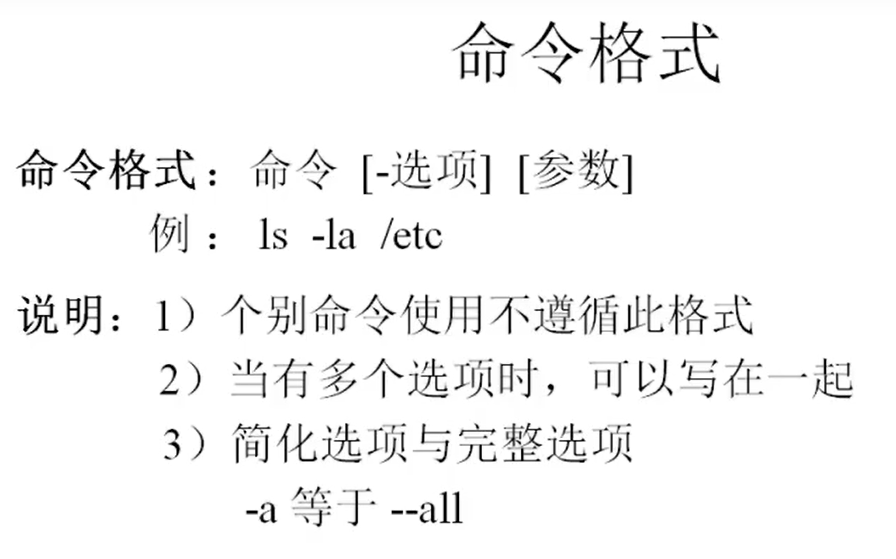 命令格式
命令格式：命令 [-选项] [参数]
例： ls -la /etc
说明：1）个别命令使用不遵循此格式
2）当有多个选项时，可以写在一起
3）简化选项与完整选项
-a 等于 --all